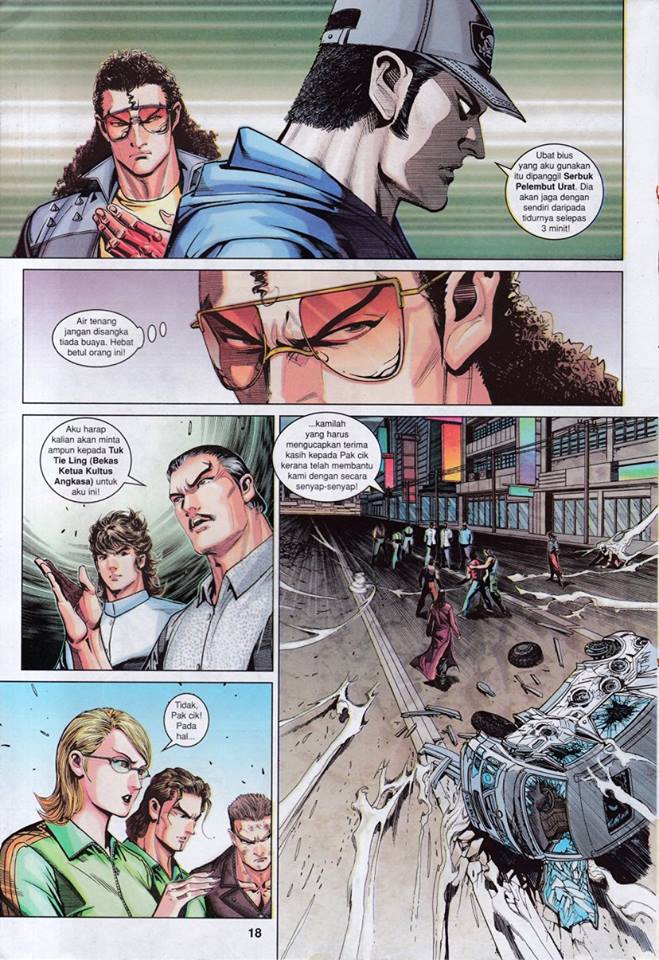 Ubat bius
yang aku gunakan
itu dipanggil Serbuk
Pelembut Urat. Dia
akan jaga dengan
sendiri daripada
tidurnya selepas
3 minit!
Air tenang
jangan disangka
tiada buaya. Hebat
betul orang ini!
Aku harap
kalian akan minta
ampun kepada Tuk
Tie Ling (Bekas
Ketua Kultus
Angkasa) untuk
aku ini!
Tidak,
Pak cik!
Pada
hal...
...kamilah
yang harus
mengucapkan terima
kasih kepada Pak cik
kerana telah membantu
kami dengan secara
senyap-senyap!
18